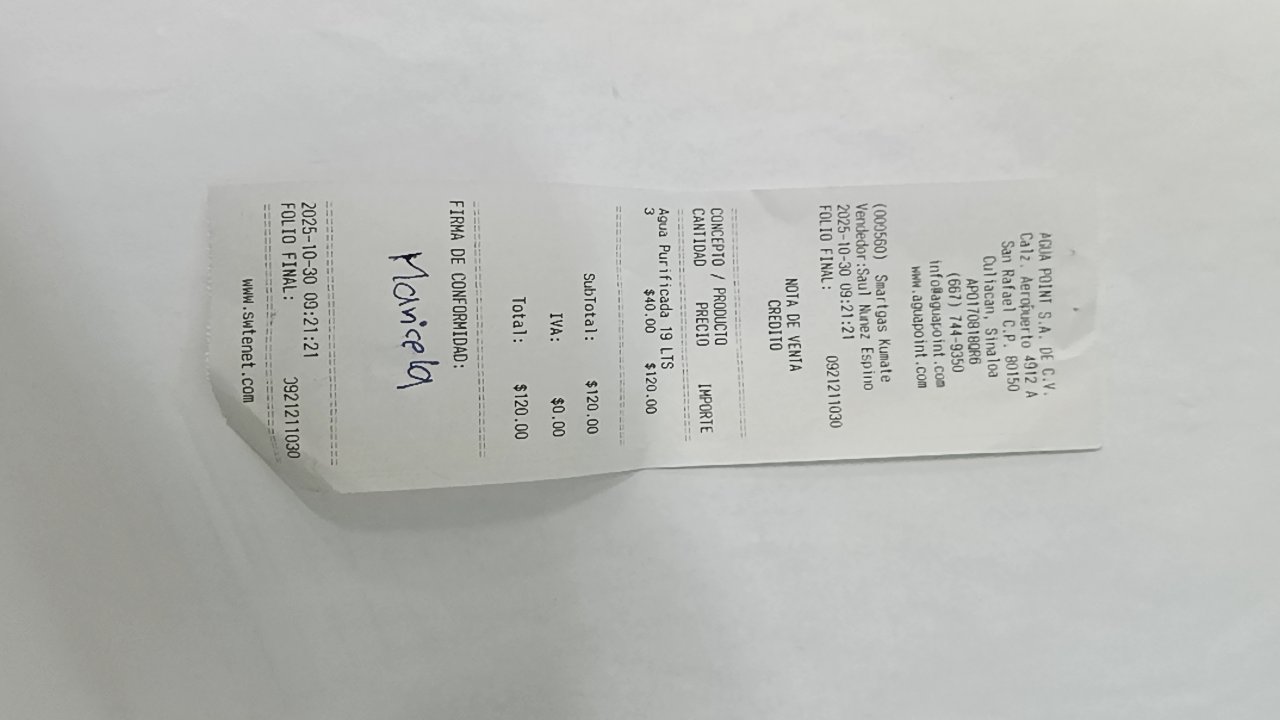 AGUA POINT S.A. DE C.V.
Calz. Aeropuerto 4912 A
San Rafael C.P. 80150
Culiacan, Sinaloa
APO170818QR6
(667) 744-9350
info@aguapoint.com
www.aguapoint.com
(000560) Smartgas Kumate
Vendedor:Saul Nunez Espino
2025-10-30 09:21:21
FOLIO FINAL: 0921211030
NOTA DE VENTA
CREDITO
CONCEPTO / PRODUCTO
CANTIDAD PRECIO IMPORTE
Agua Purificada 19 LTS
3 $40.00 $120.00
SubTotal: $120.00
IVA: $0.00
Total: $120.00
FIRMA DE CONFORMIDAD:
Maricela
2025-10-30 09:21:21
FOLIO FINAL: 0921211030
www.swtenet.com